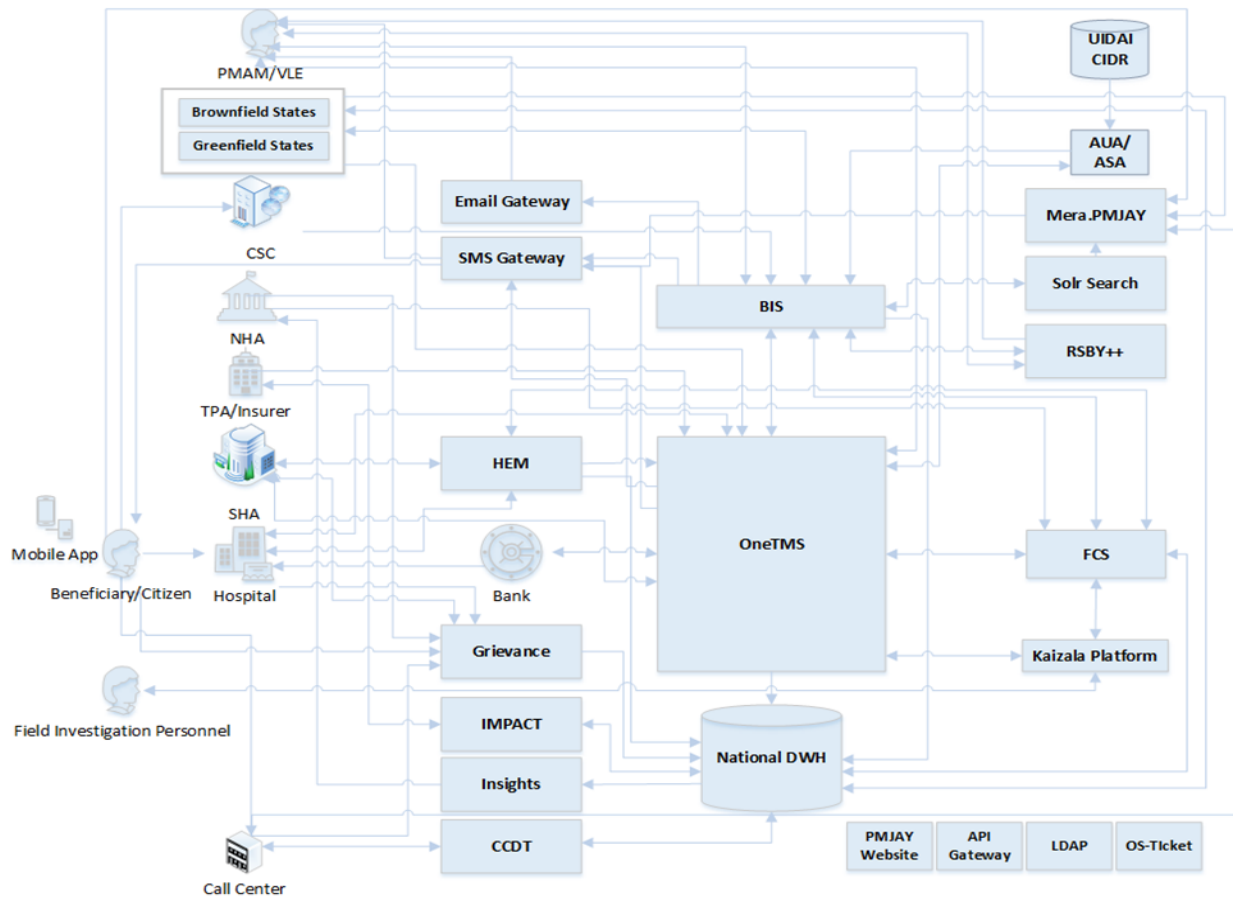 PMAM/VLE
Brownfield States
Greenfield States
UIDAI
CIDR
AUA/
ASA
Email Gateway
Mera.PMJAY
CSC
SMS Gateway
Solr Search
BIS
NHA
RSBY++
TPA/Insurer
HEM
SHA
OneTMS
Mobile App
FCS
Beneficiary/Citizen
Hospital
Bank
Grievance
Kaizala Platform
Field Investigation Personnel
IMPACT
National DWH
Insights
CCDT
PMJAY
Website
API
Gateway
LDAP
OS-TIcket
Call Center